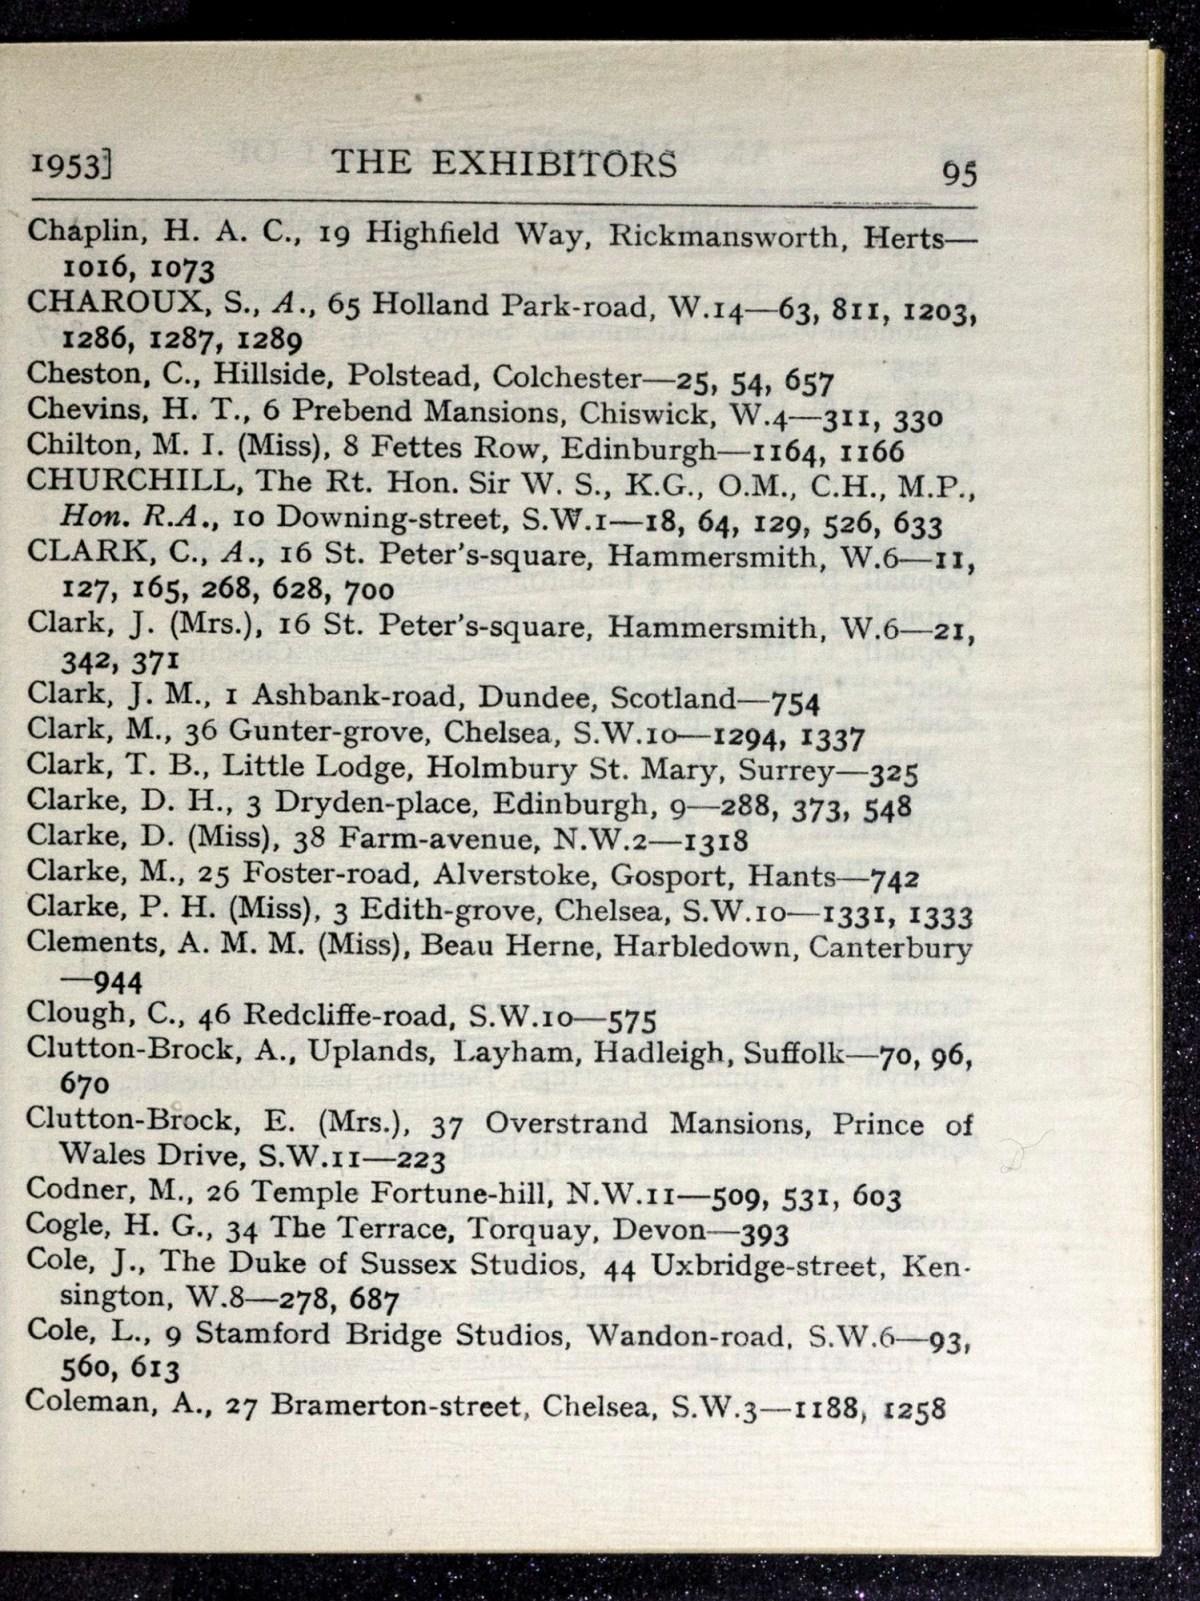 1953] THE EXHIBITORS 95
Chaplin, H. A. C., 19 Highfield Way, Rickmansworth, Herts—
1016, 1073
CHAROUX, S., A., 65 Holland Park-road, W.14—63, 811, 1203,
1286, 1287, 1289
Cheston, C., Hillside, Polstead, Colchester—25, 54, 657
Chevins, H. T., 6 Prebend Mansions, Chiswick, W.4—311, 330
Chilton, M. I. (Miss), 8 Fettes Row, Edinburgh—1164, 1166
CHURCHILL, The Rt. Hon. Sir W. S., K.G., O.M., C.H., M.P.,
Hon. R.A., 10 Downing-street, S.W.1—18, 64, 129, 526, 633
CLARK, C., A., 16 St. Peter's-square, Hammersmith, W.6—11,
127, 165, 268, 628, 700
Clark, J. (Mrs.), 16 St. Peter's-square, Hammersmith, W.6—21,
342, 371
Clark, J. M., 1 Ashbank-road, Dundee, Scotland—754
Clark, M., 36 Gunter-grove, Chelsea, S.W.10—1294, 1337
Clark, T. B., Little Lodge, Holmbury St. Mary, Surrey—325
Clarke, D. H., 3 Dryden-place, Edinburgh, 9—288, 373, 548
Clarke, D. (Miss), 38 Farm-avenue, N.W.2—1318
Clarke, M., 25 Foster-road, Alverstoke, Gosport, Hants—742
Clarke, P. H. (Miss), 3 Edith-grove, Chelsea, S.W.10—1331, 1333
Clements, A. M. M. (Miss), Beau Herne, Harbledown, Canterbury
—944
Clough, C., 46 Redcliffe-road, S.W.10—575
Clutton-Brock, A., Uplands, Layham, Hadleigh, Suffolk—70, 96,
670
Clutton-Brock, E. (Mrs.), 37 Overstrand Mansions, Prince of
Wales Drive, S.W.11—223
Codner, M., 26 Temple Fortune-hill, N.W.11—509, 531, 603
Cogle, H. G., 34 The Terrace, Torquay, Devon—393
Cole, J., The Duke of Sussex Studios, 44 Uxbridge-street, Ken-
sington, W.8—278, 687
Cole, L., 9 Stamford Bridge Studios, Wandon-road, S.W.6—93,
560, 613
Coleman, A., 27 Bramerton-street, Chelsea, S.W.3—1188, 1258